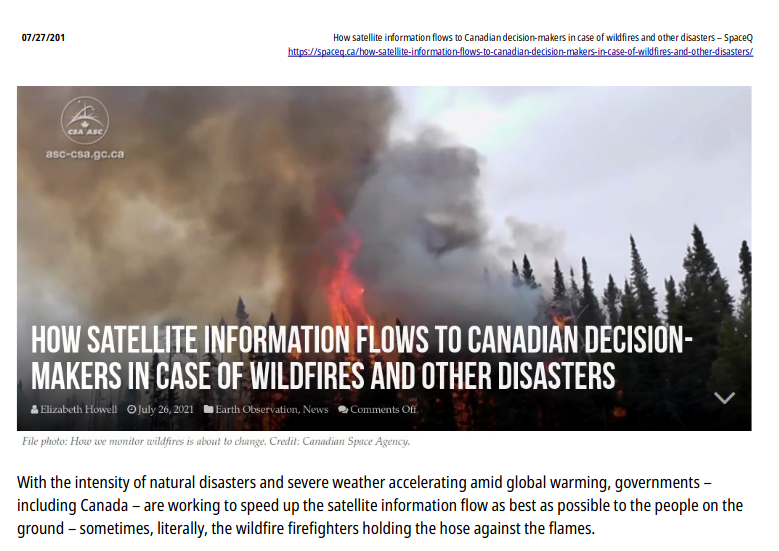 07/27/201
How satellite information flows to Canadian decision-makers in case of wildfires and other disasters – SpaceQ
https://spaceq.ca/how-satellite-information-flows-to-canadian-decision-makers-in-case-of-wildfires-and-other-disasters/
CSA ASC
asc-csa.gc.ca
HOW SATELLITE INFORMATION FLOWS TO CANADIAN DECISION-
MAKERS IN CASE OF WILDFIRES AND OTHER DISASTERS
Elizabeth Howell July 26, 2021 Earth Observation, News Comments Off
File photo: How we monitor wildfires is about to change. Credit: Canadian Space Agency.
With the intensity of natural disasters and severe weather accelerating amid global warming, governments –
including Canada – are working to speed up the satellite information flow as best as possible to the people on the
ground – sometimes, literally, the wildfire firefighters holding the hose against the flames.